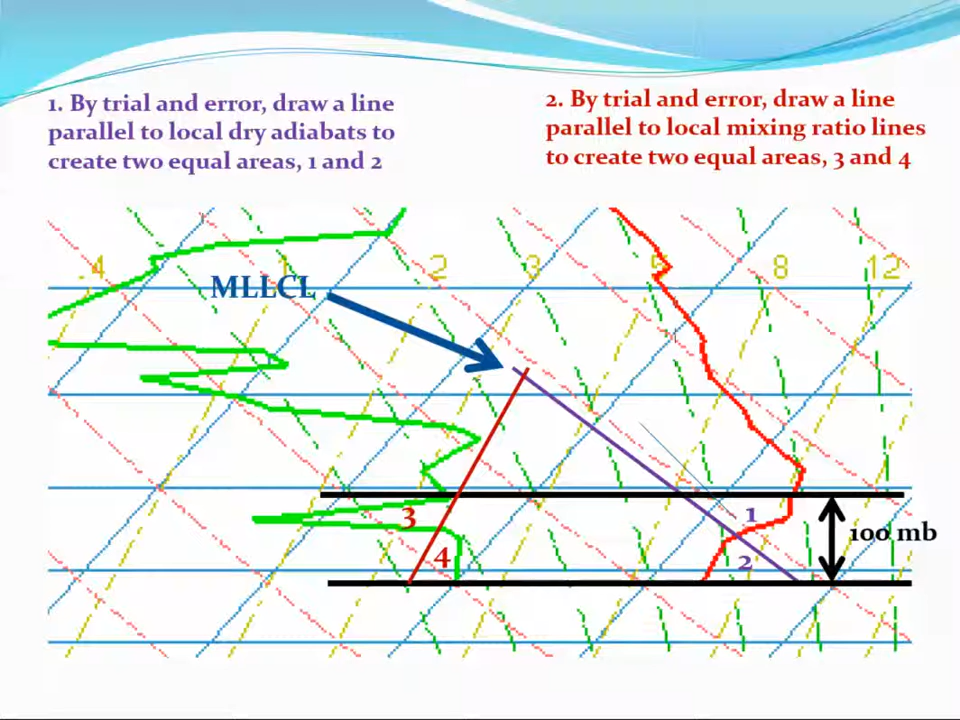 1. By trial and error, draw a line
parallel to local dry adiabats to
create two equal areas, 1 and 2
2. By trial and error, draw a line
parallel to local mixing ratio lines
to create two equal areas, 3 and 4
.4 1 2 3 5 8 12
MLLCL
3
4
1
2
100 mb